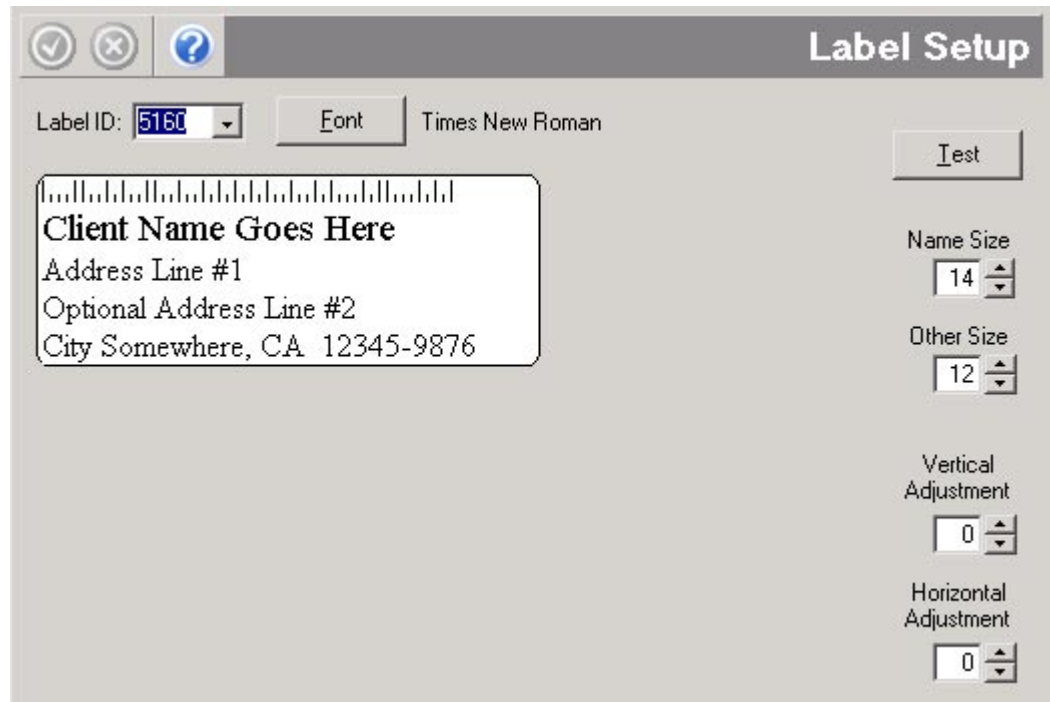 Label Setup
Label ID: 5160 Font Times New Roman
Test
Client Name Goes Here
Address Line #1
Optional Address Line #2
City Somewhere, CA 12345-9876
Name Size
14
Other Size
12
Vertical
Adjustment
0
Horizontal
Adjustment
0